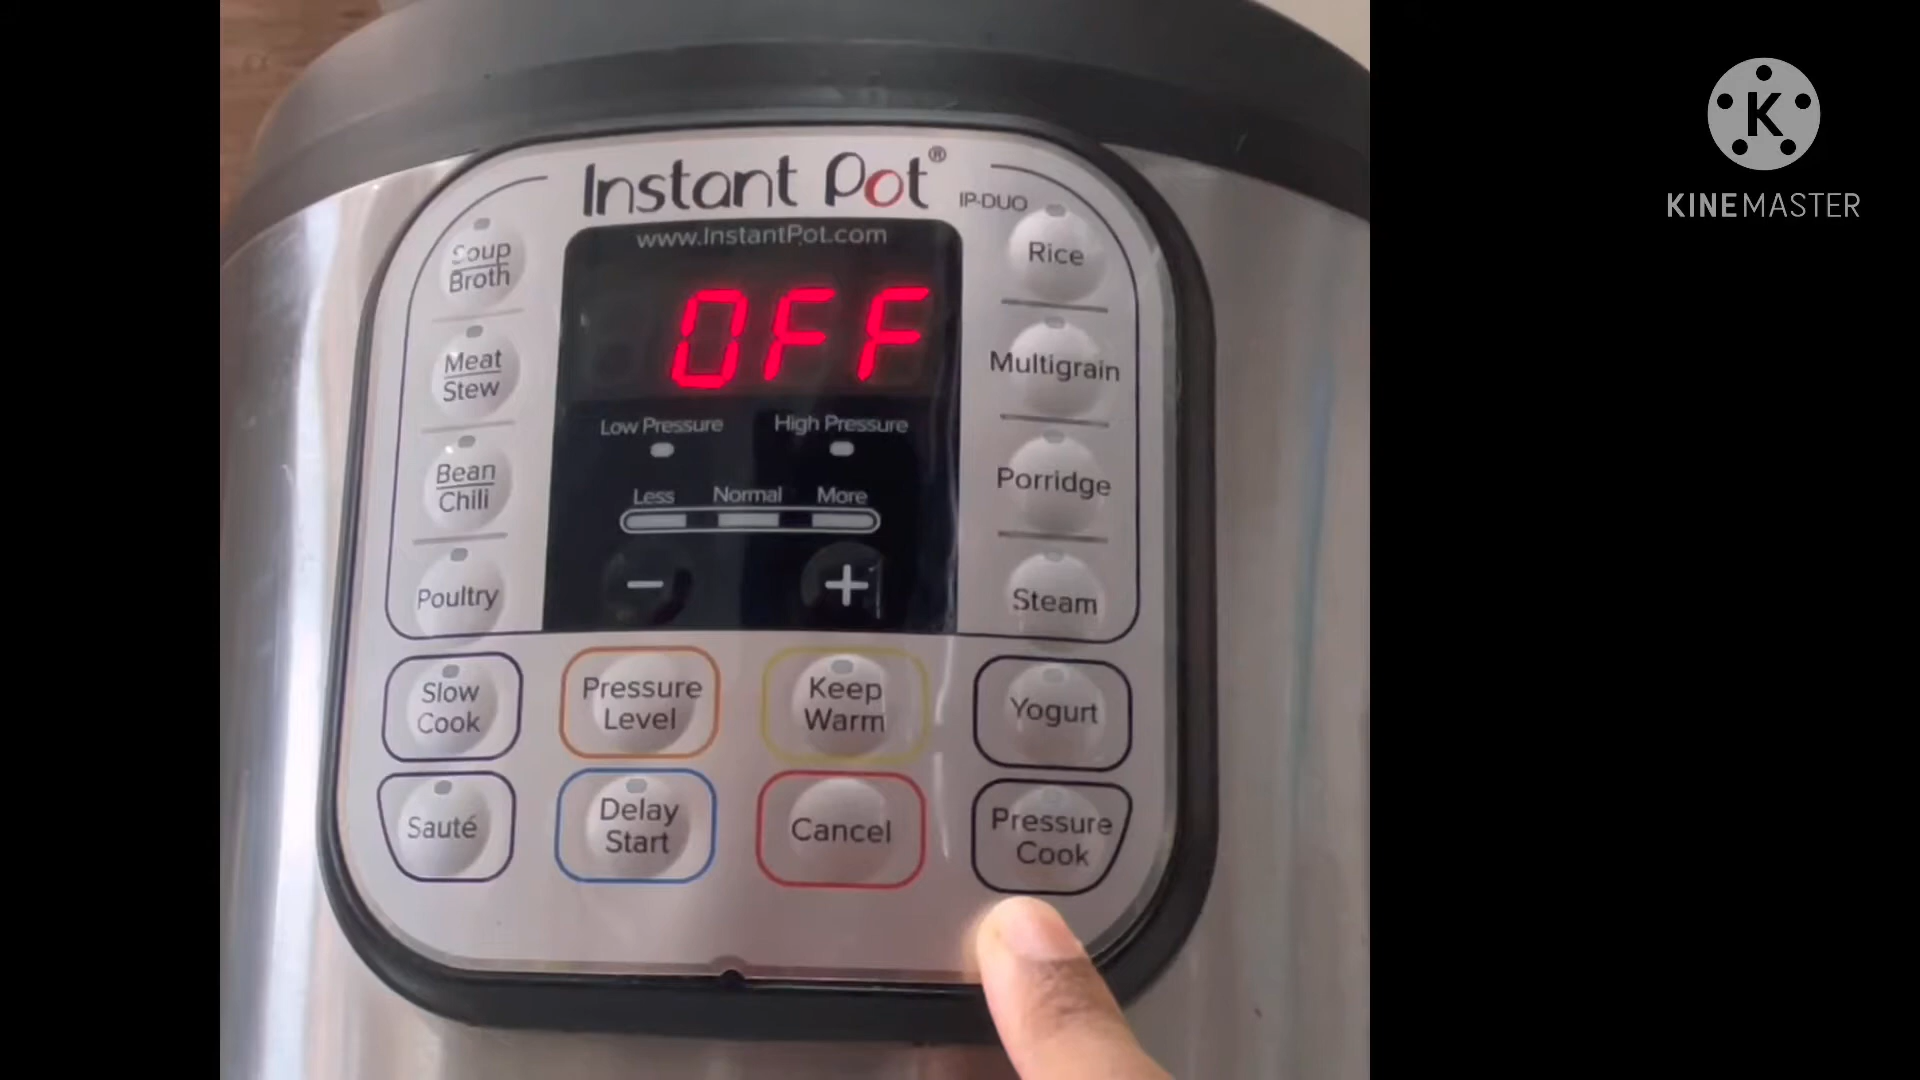 Instant Pot®
IP-DUO
www.InstantPot.com
OFF
Low Pressure
High Pressure
Less
Normal
More
−
+
Soup
Broth
Meat
Stew
Bean
Chili
Poultry
Rice
Multigrain
Porridge
Steam
Slow
Cook
Pressure
Level
Keep
Warm
Yogurt
Sauté
Delay
Start
Cancel
Pressure
Cook
K
KINEMASTER